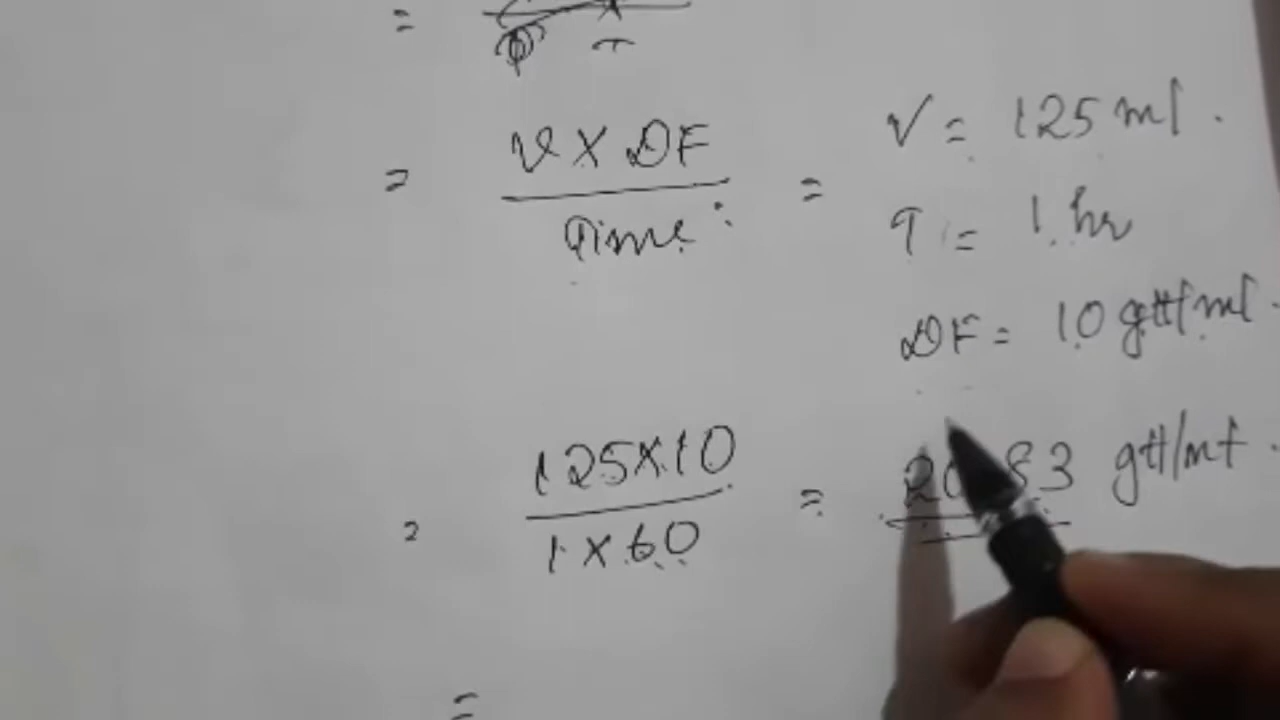 =
= V X DF / Time : = V = 125 ml .
T = 1 hr
DF = 10 gtt/ml .
= 125 X 10 / 1 X 60 = 20.83 gtt/mt .
=